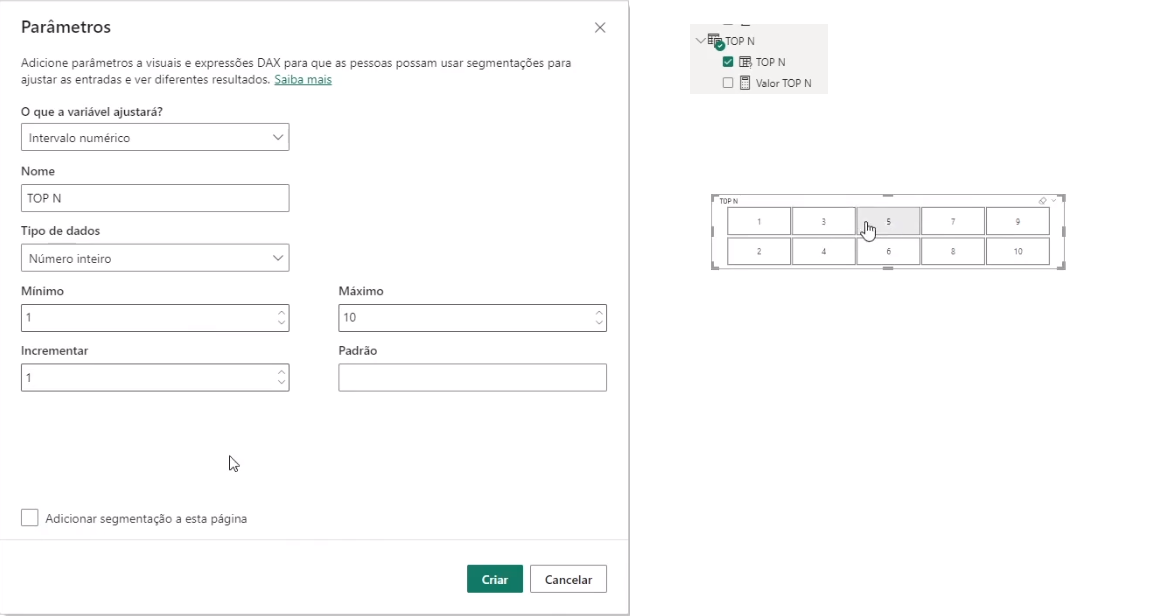 Parâmetros
Adicione parâmetros a visuais e expressões DAX para que as pessoas possam usar segmentações para
ajustar as entradas e ver diferentes resultados. Saiba mais
O que a variável ajustará?
Intervalo numérico
Nome
TOP N
Tipo de dados
Número inteiro
Mínimo
Máximo
1
10
Incrementar
Padrão
1
Adicionar segmentação a esta página
Criar
Cancelar
TOP N
TOP N
Valor TOP N
TOP N
1 3 5 7 9
2 4 6 8 10